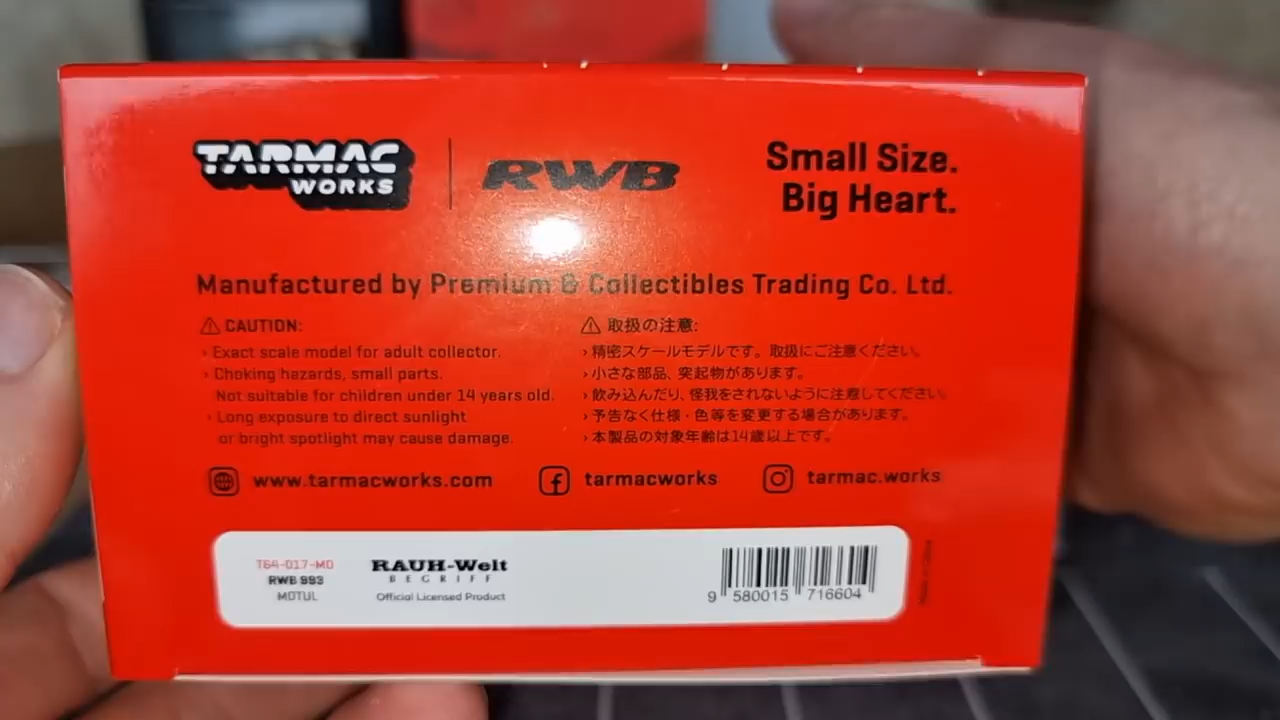 TARMAC WORKS
RWB
Small Size.
Big Heart.
Manufactured by Premium & Collectibles Trading Co. Ltd.
CAUTION:
› Exact scale model for adult collector.
› Choking hazards, small parts.
Not suitable for children under 14 years old.
› Long exposure to direct sunlight
or bright spotlight may cause damage.
取扱の注意:
› 精密スケールモデルです。取扱にご注意ください。
› 小さな部品、突起物があります。
› 飲み込んだり、怪我をされないように注意してください。
› 予告なく仕様・色等を変更する場合があります。
› 本製品の対象年齢は14歳以上です。
www.tarmacworks.com
tarmacworks
tarmac.works
T64-017-MO
RWB 993
MOTUL
RAUH-Welt
BEGRIFF
Official Licensed Product
9 580015 716604